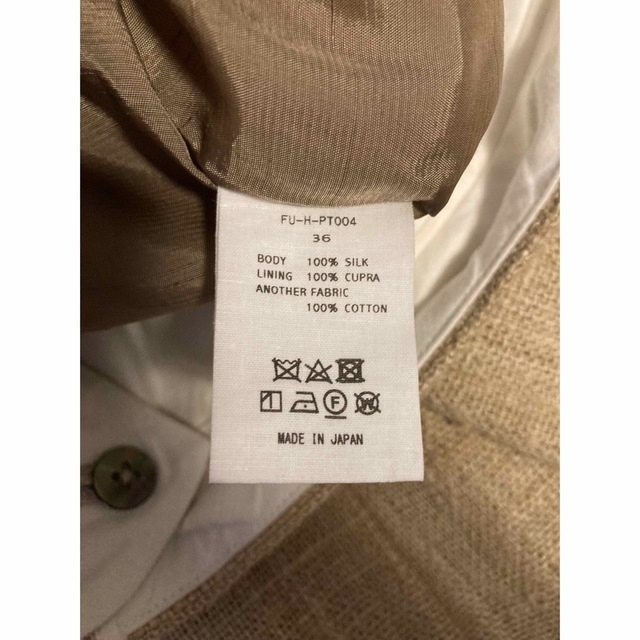 FU-H-PT004
36
BODY 100% SILK
LINING 100% CUPRA
ANOTHER FABRIC
100% COTTON
F W
MADE IN JAPAN